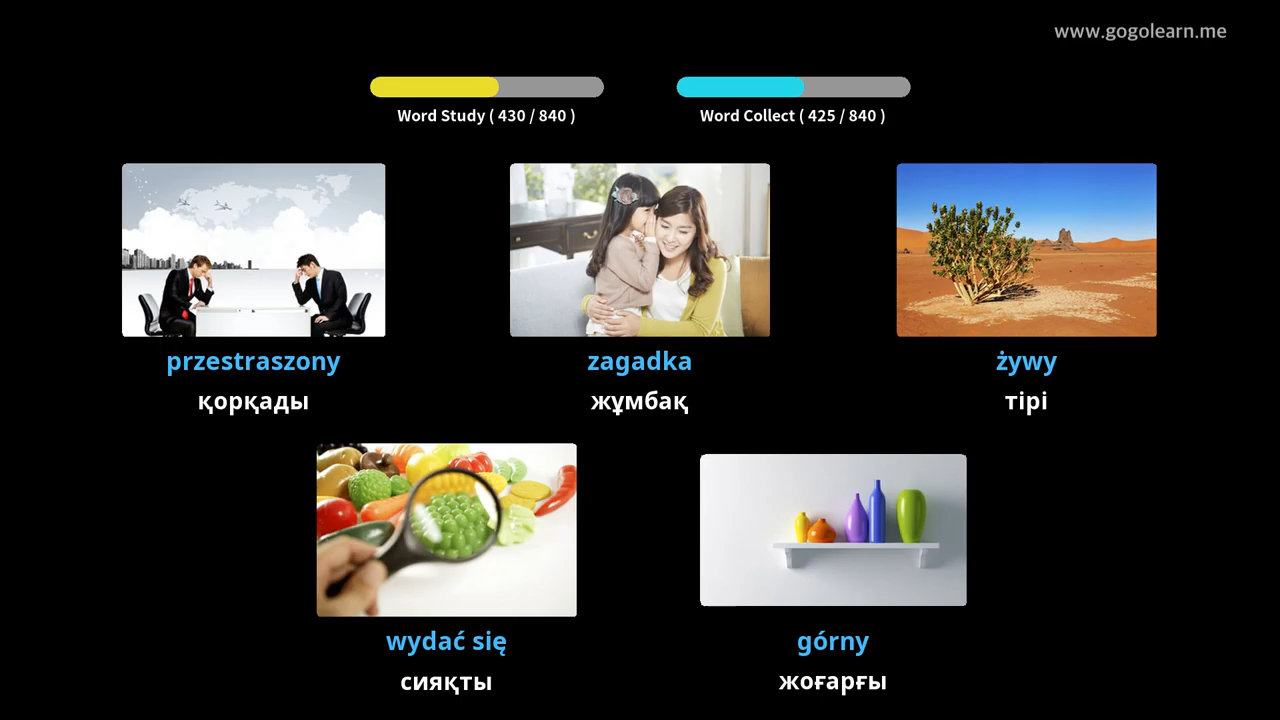 www.gogolearn.me
Word Study ( 430 / 840 )
Word Collect ( 425 / 840 )
przestraszony
zagadka
żywy
қорқады
жұмбақ
тірі
wydać się
górny
сияқты
жоғарғы